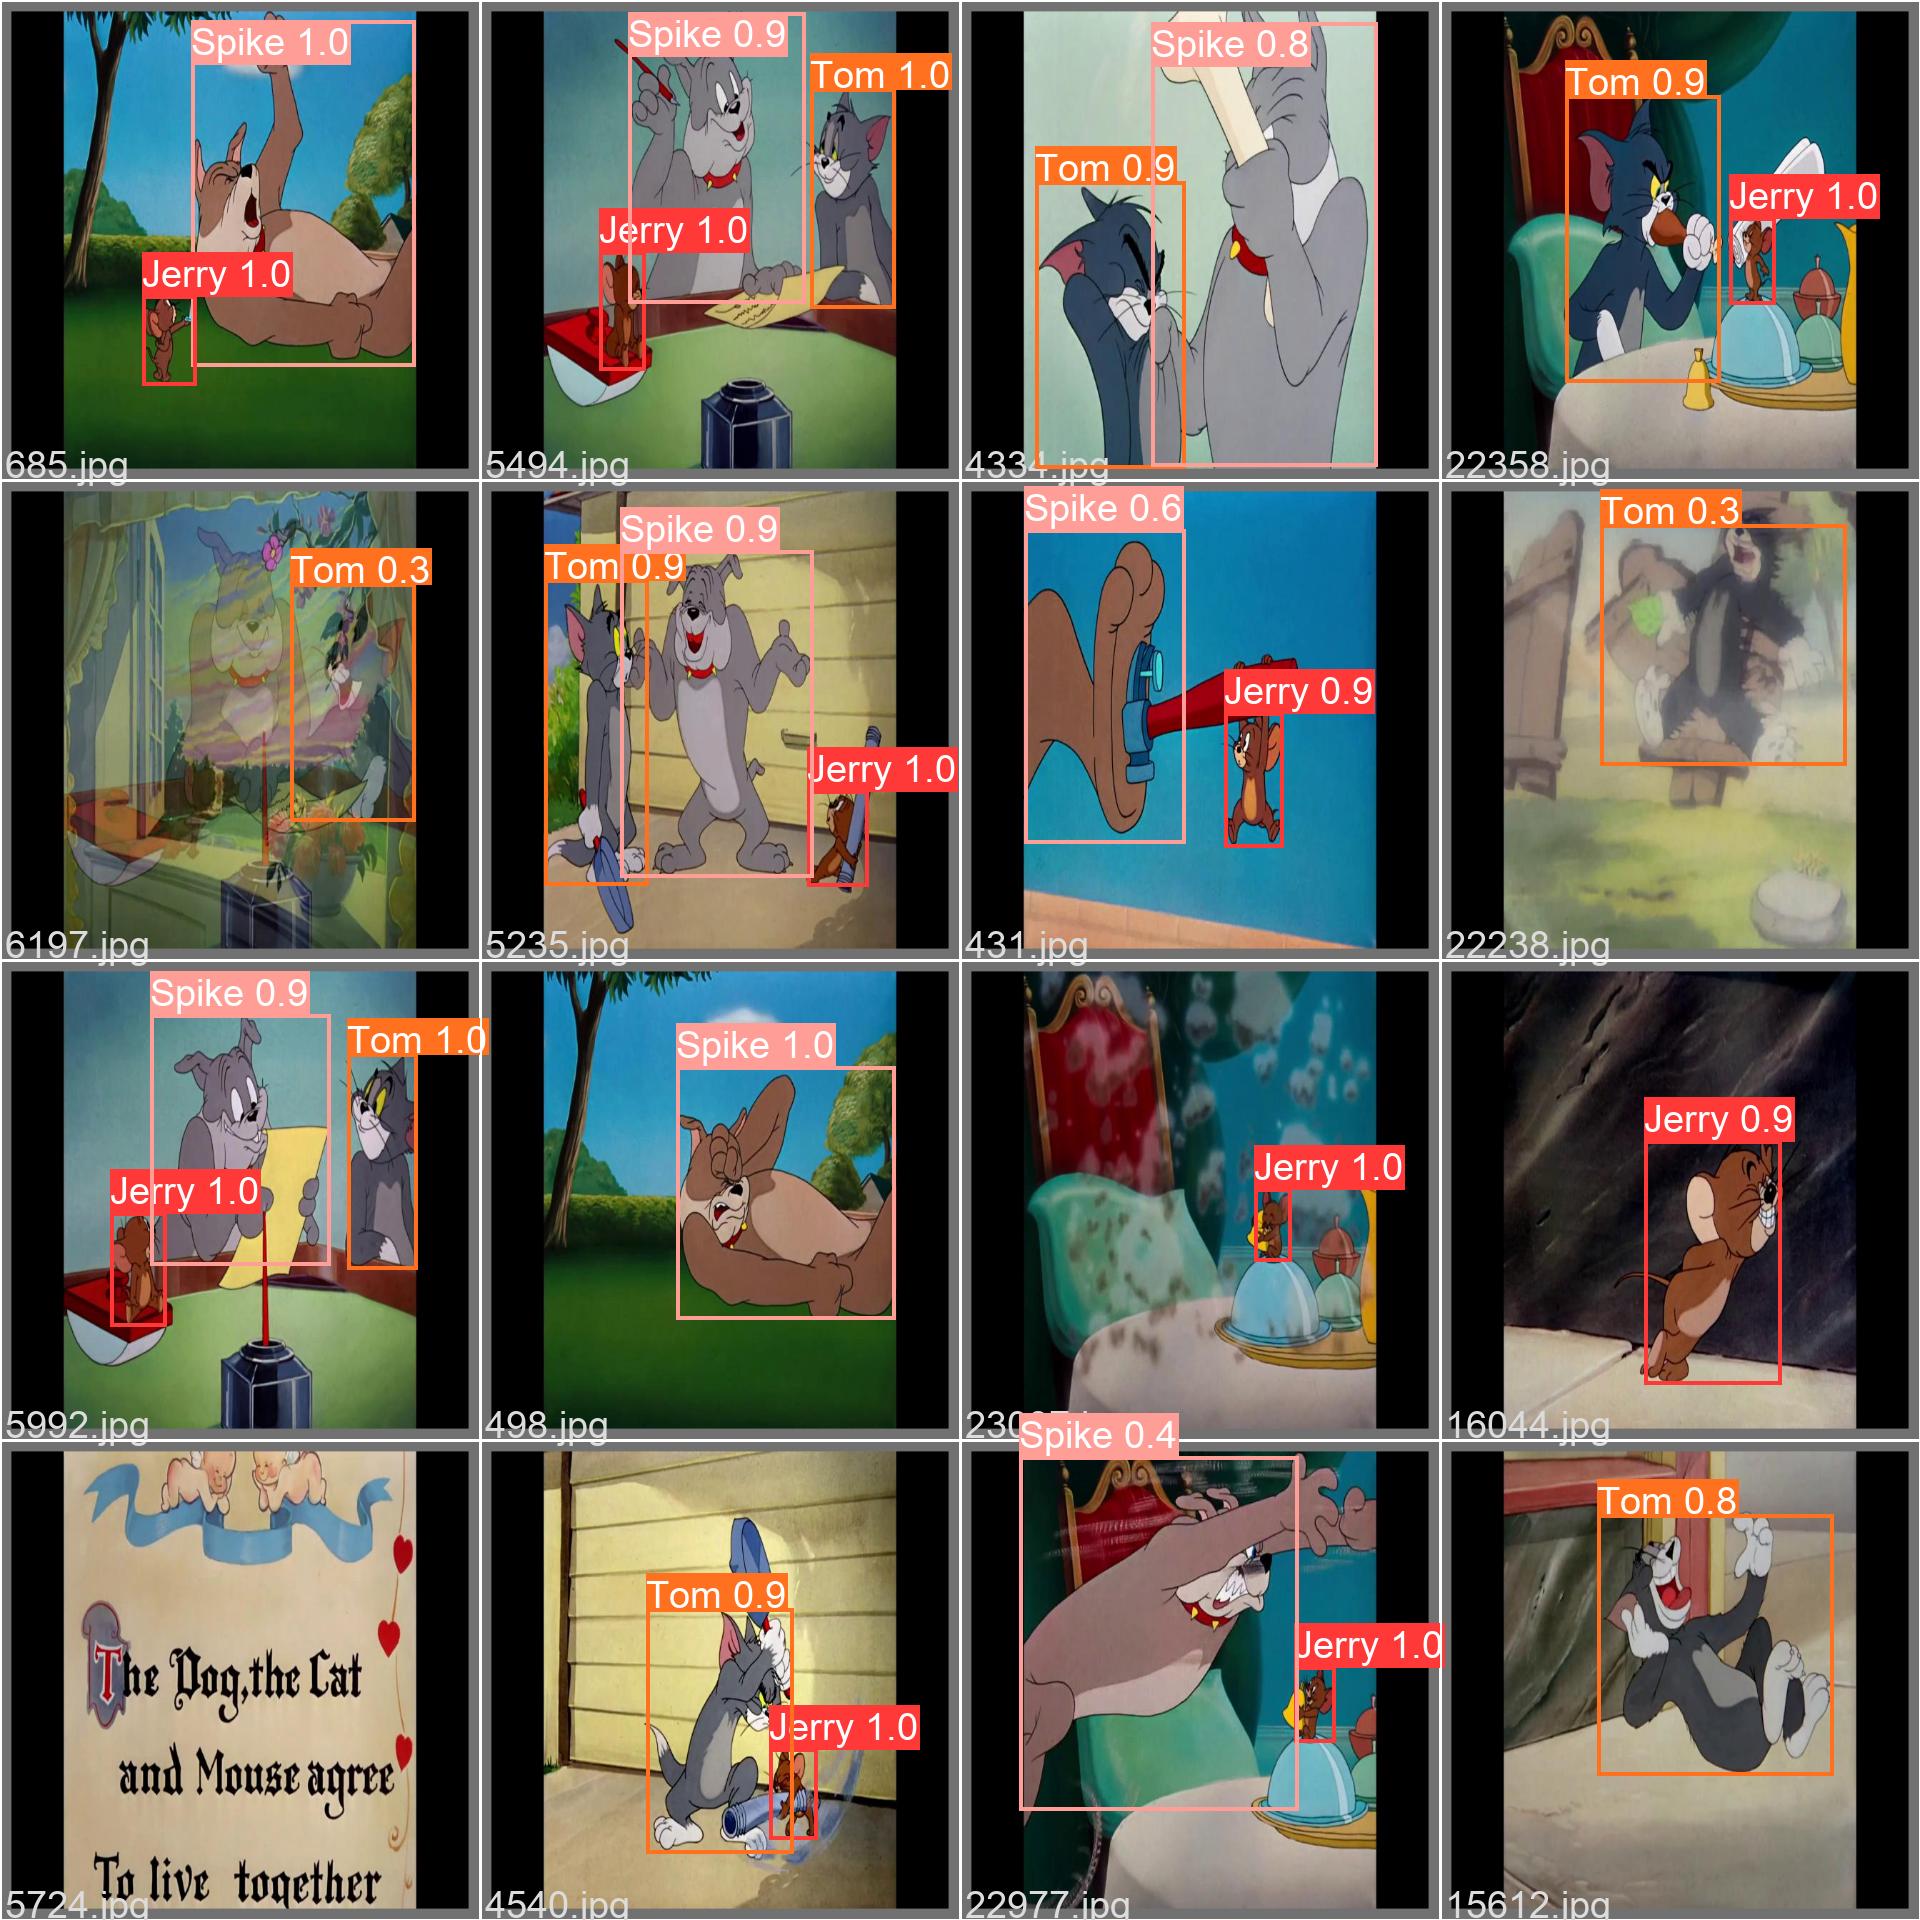 Spike 1.0
Jerry 1.0
685.jpg
Spike 0.9
Tom 1.0
Jerry 1.0
5494.jpg
Spike 0.8
Tom 0.9
4334.jpg
Tom 0.9
Jerry 1.0
22358.jpg
Tom 0.3
6197.jpg
Spike 0.9
Tom 0.9
Jerry 1.0
5235.jpg
Spike 0.6
Jerry 0.9
431.jpg
Tom 0.3
22238.jpg
Spike 0.9
Tom 1.0
Jerry 1.0
5992.jpg
Spike 1.0
498.jpg
Jerry 1.0
Jerry 0.9
16044.jpg
The Dog, the Cat
and Mouse agree
To live together
5724.jpg
Tom 0.9
Jerry 1.0
4540.jpg
Spike 0.4
Jerry 1.0
22977.jpg
Tom 0.8
15612.jpg